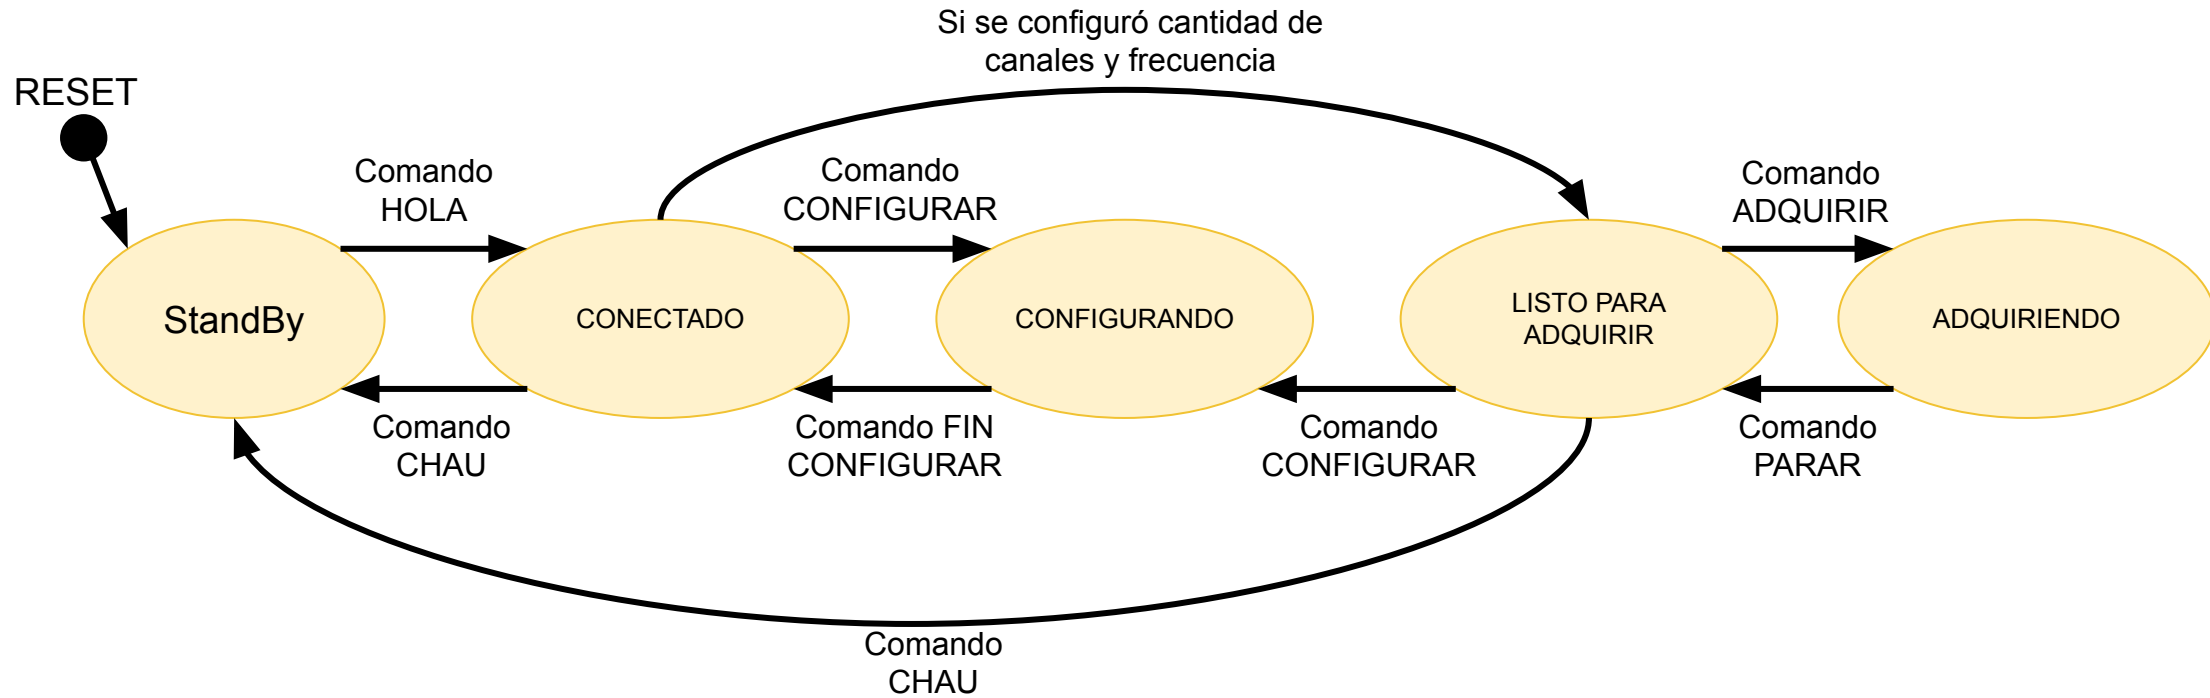 Si se configuró cantidad de
canales y frecuencia
RESET
Comando
HOLA
Comando
CONFIGURAR
Comando
ADQUIRIR
StandBy
CONECTADO
CONFIGURANDO
LISTO PARA
ADQUIRIR
ADQUIRIENDO
Comando
CHAU
Comando FIN
CONFIGURAR
Comando
CONFIGURAR
Comando
PARAR
Comando
CHAU